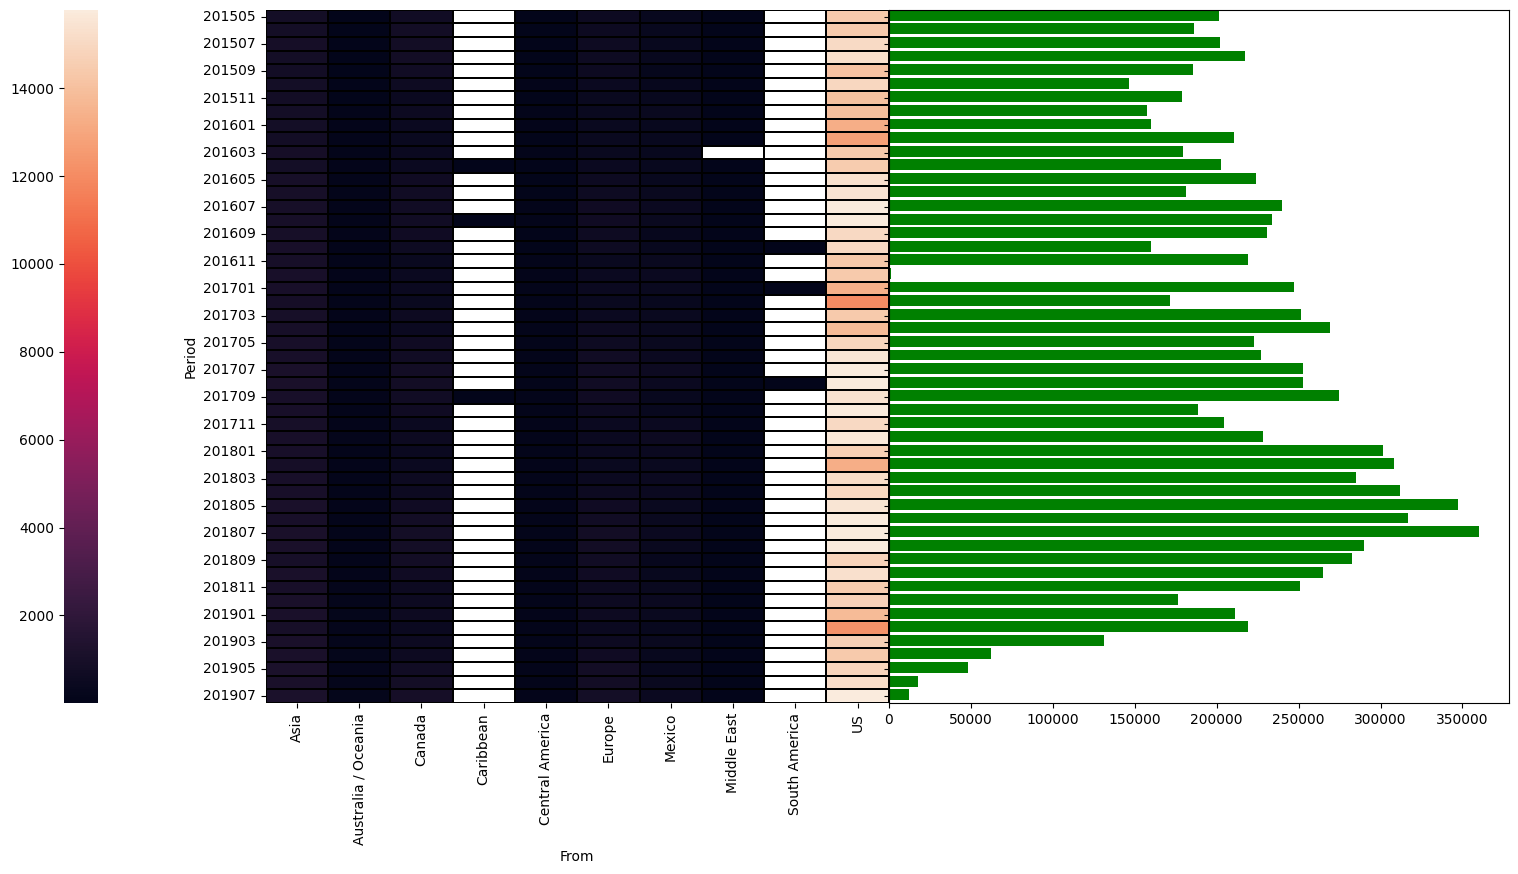 14000
12000
10000
8000
6000
4000
2000
Period
201505
201507
201509
201511
201601
201603
201605
201607
201609
201611
201701
201703
201705
201707
201709
201711
201801
201803
201805
201807
201809
201811
201901
201903
201905
201907
Asia
Australia / Oceania
Canada
Caribbean
Central America
Europe
Mexico
Middle East
South America
US
From
0 50000 100000 150000 200000 250000 300000 350000